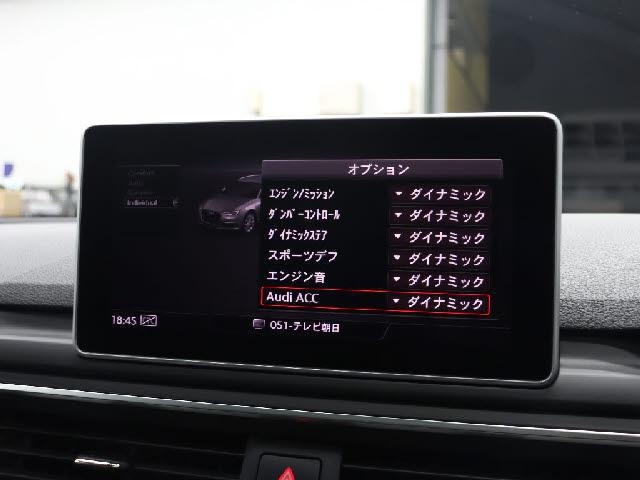 オプション
Comfort
Auto
Dynamic
Individual
エンジン/ミッション ダイナミック
ダンパーコントロール ダイナミック
ダイナミックステア ダイナミック
スポーツデフ ダイナミック
エンジン音 ダイナミック
Audi ACC ダイナミック
18:45
051-テレビ朝日